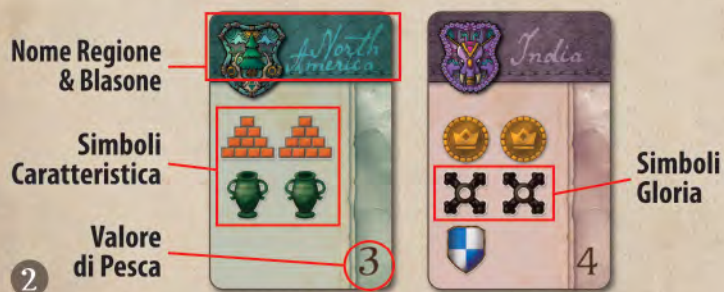 Nome Regione
& Blasone
North
America
India
Simboli
Caratteristica
Simboli
Gloria
Valore
di Pesca
3
4
2